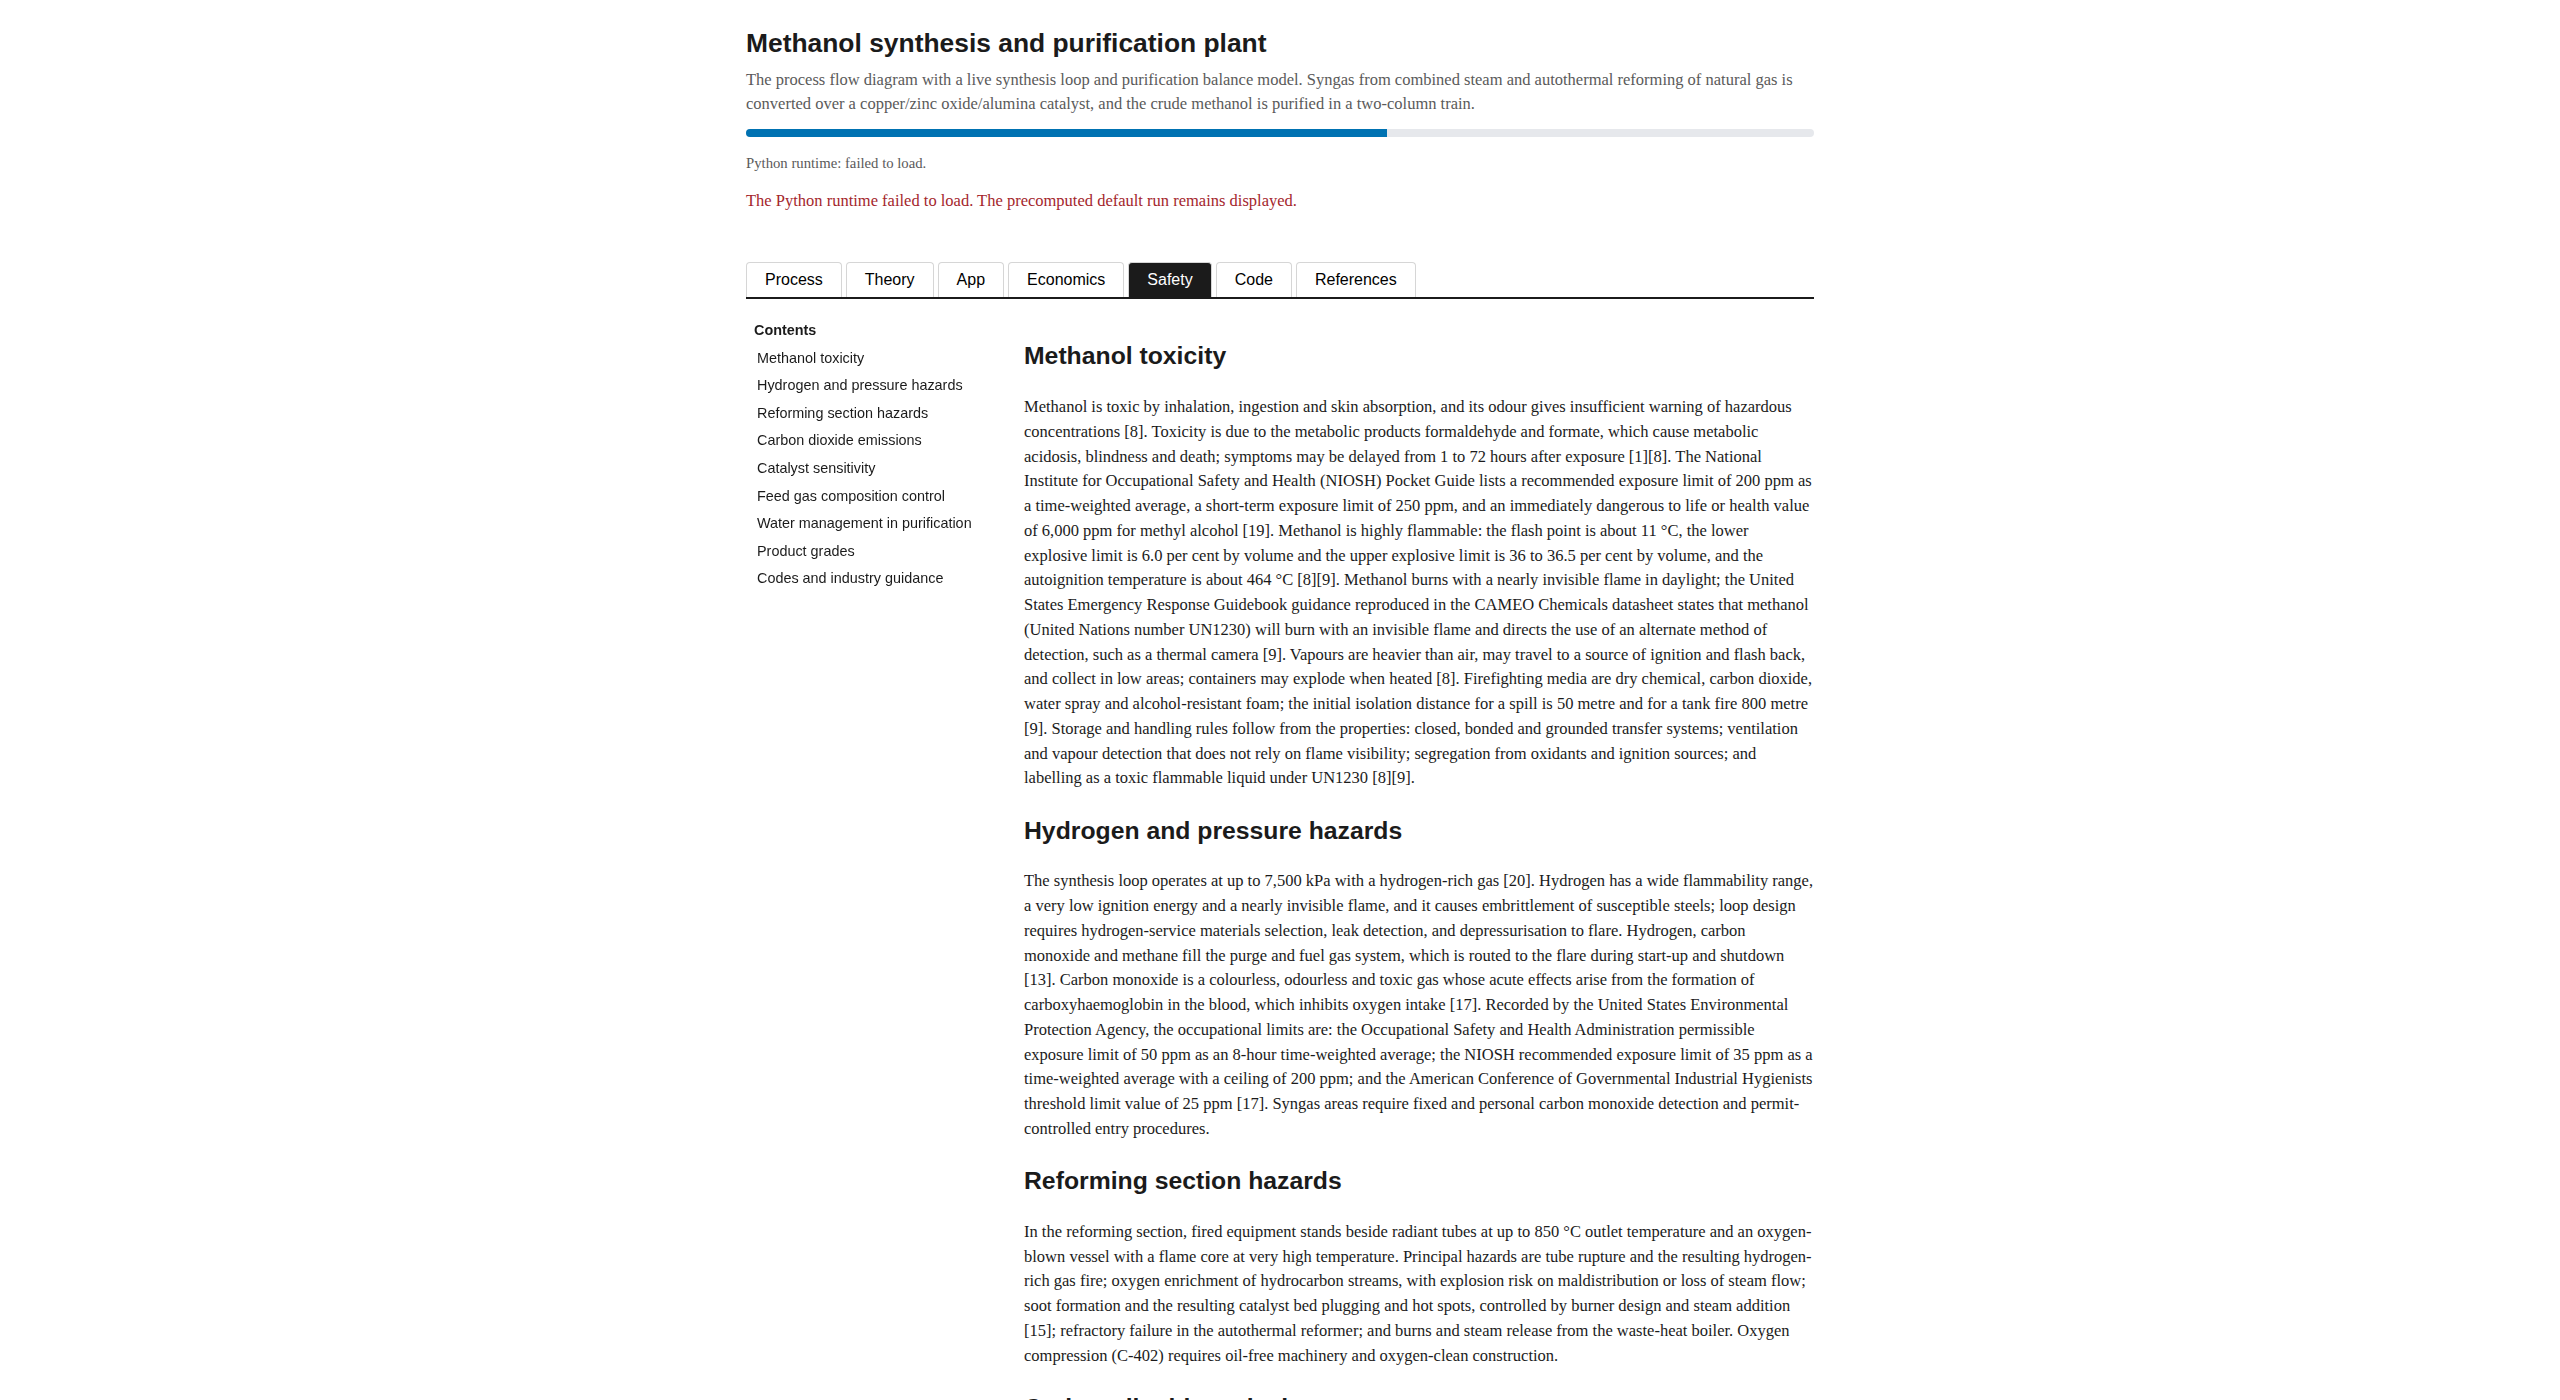 Methanol synthesis and purification plant
The process flow diagram with a live synthesis loop and purification balance model. Syngas from combined steam and autothermal reforming of natural gas is
converted over a copper/zinc oxide/alumina catalyst, and the crude methanol is purified in a two-column train.
Python runtime: failed to load.
The Python runtime failed to load. The precomputed default run remains displayed.
Process Theory App Economics Safety Code References
Contents
Methanol toxicity
Hydrogen and pressure hazards
Reforming section hazards
Carbon dioxide emissions
Catalyst sensitivity
Feed gas composition control
Water management in purification
Product grades
Codes and industry guidance
Methanol toxicity
Methanol is toxic by inhalation, ingestion and skin absorption, and its odour gives insufficient warning of hazardous
concentrations [8]. Toxicity is due to the metabolic products formaldehyde and formate, which cause metabolic
acidosis, blindness and death; symptoms may be delayed from 1 to 72 hours after exposure [1][8]. The National
Institute for Occupational Safety and Health (NIOSH) Pocket Guide lists a recommended exposure limit of 200 ppm as
a time-weighted average, a short-term exposure limit of 250 ppm, and an immediately dangerous to life or health value
of 6,000 ppm for methyl alcohol [19]. Methanol is highly flammable: the flash point is about 11 °C, the lower
explosive limit is 6.0 per cent by volume and the upper explosive limit is 36 to 36.5 per cent by volume, and the
autoignition temperature is about 464 °C [8][9]. Methanol burns with a nearly invisible flame in daylight; the United
States Emergency Response Guidebook guidance reproduced in the CAMEO Chemicals datasheet states that methanol
(United Nations number UN1230) will burn with an invisible flame and directs the use of an alternate method of
detection, such as a thermal camera [9]. Vapours are heavier than air, may travel to a source of ignition and flash back,
and collect in low areas; containers may explode when heated [8]. Firefighting media are dry chemical, carbon dioxide,
water spray and alcohol-resistant foam; the initial isolation distance for a spill is 50 metre and for a tank fire 800 metre
[9]. Storage and handling rules follow from the properties: closed, bonded and grounded transfer systems; ventilation
and vapour detection that does not rely on flame visibility; segregation from oxidants and ignition sources; and
labelling as a toxic flammable liquid under UN1230 [8][9].
Hydrogen and pressure hazards
The synthesis loop operates at up to 7,500 kPa with a hydrogen-rich gas [20]. Hydrogen has a wide flammability range,
a very low ignition energy and a nearly invisible flame, and it causes embrittlement of susceptible steels; loop design
requires hydrogen-service materials selection, leak detection, and depressurisation to flare. Hydrogen, carbon
monoxide and methane fill the purge and fuel gas system, which is routed to the flare during start-up and shutdown
[13]. Carbon monoxide is a colourless, odourless and toxic gas whose acute effects arise from the formation of
carboxyhaemoglobin in the blood, which inhibits oxygen intake [17]. Recorded by the United States Environmental
Protection Agency, the occupational limits are: the Occupational Safety and Health Administration permissible
exposure limit of 50 ppm as an 8-hour time-weighted average; the NIOSH recommended exposure limit of 35 ppm as a
time-weighted average with a ceiling of 200 ppm; and the American Conference of Governmental Industrial Hygienists
threshold limit value of 25 ppm [17]. Syngas areas require fixed and personal carbon monoxide detection and permit-
controlled entry procedures.
Reforming section hazards
In the reforming section, fired equipment stands beside radiant tubes at up to 850 °C outlet temperature and an oxygen-
blown vessel with a flame core at very high temperature. Principal hazards are tube rupture and the resulting hydrogen-
rich gas fire; oxygen enrichment of hydrocarbon streams, with explosion risk on maldistribution or loss of steam flow;
soot formation and the resulting catalyst bed plugging and hot spots, controlled by burner design and steam addition
[15]; refractory failure in the autothermal reformer; and burns and steam release from the waste-heat boiler. Oxygen
compression (C-402) requires oil-free machinery and oxygen-clean construction.